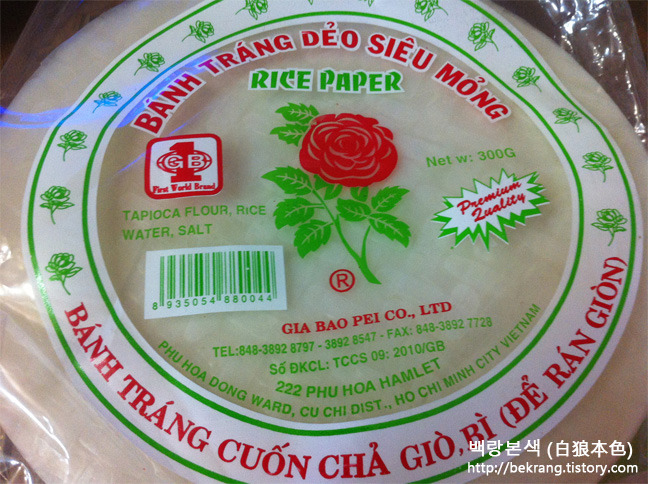 BÁNH TRÁNG DẺO SIÊU MỎNG
RICE PAPER
1
GB
First World Brand
Net w: 300G
Premium
Quality
TAPIOCA FLOUR, RICE
WATER, SALT
8 935054 880044
®
GIA BAO PEI CO., LTD
TEL:848-3892 8797 - 3892 8547 - FAX: 848-3892 7728
Số ĐKCL: TCCS 09: 2010/GB
222 PHU HOA HAMLET
PHU HOA DONG WARD, CU CHI DIST., HO CHI MINH CITY VIETNAM
BÁNH TRÁNG CUỐN CHẢ GIÒ, BÌ (ĐỂ RÁN GIÒN)
백랑본색 (白狼本色)
http://bekrang.tistory.com